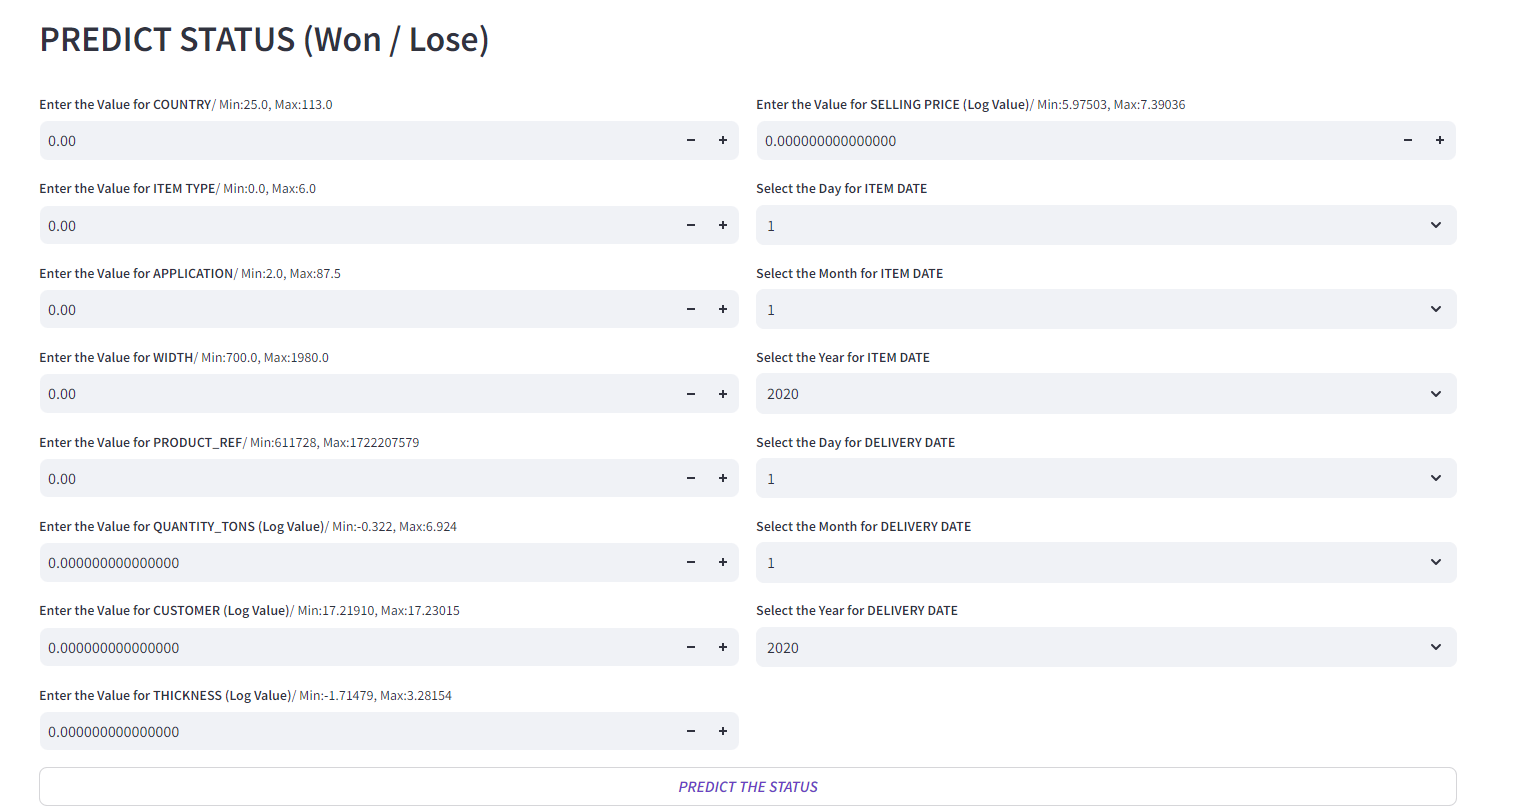 PREDICT STATUS (Won / Lose)
Enter the Value for COUNTRY/ Min:25.0, Max:113.0
0.00
Enter the Value for ITEM TYPE/ Min:0.0, Max:6.0
0.00
Enter the Value for APPLICATION/ Min:2.0, Max:87.5
0.00
Enter the Value for WIDTH/ Min:700.0, Max:1980.0
0.00
Enter the Value for PRODUCT_REF/ Min:611728, Max:1722207579
0.00
Enter the Value for QUANTITY_TONS (Log Value)/ Min:-0.322, Max:6.924
0.000000000000000
Enter the Value for CUSTOMER (Log Value)/ Min:17.21910, Max:17.23015
0.000000000000000
Enter the Value for THICKNESS (Log Value)/ Min:-1.71479, Max:3.28154
0.000000000000000
Enter the Value for SELLING PRICE (Log Value)/ Min:5.97503, Max:7.39036
0.000000000000000
Select the Day for ITEM DATE
1
Select the Month for ITEM DATE
1
Select the Year for ITEM DATE
2020
Select the Day for DELIVERY DATE
1
Select the Month for DELIVERY DATE
1
Select the Year for DELIVERY DATE
2020
PREDICT THE STATUS